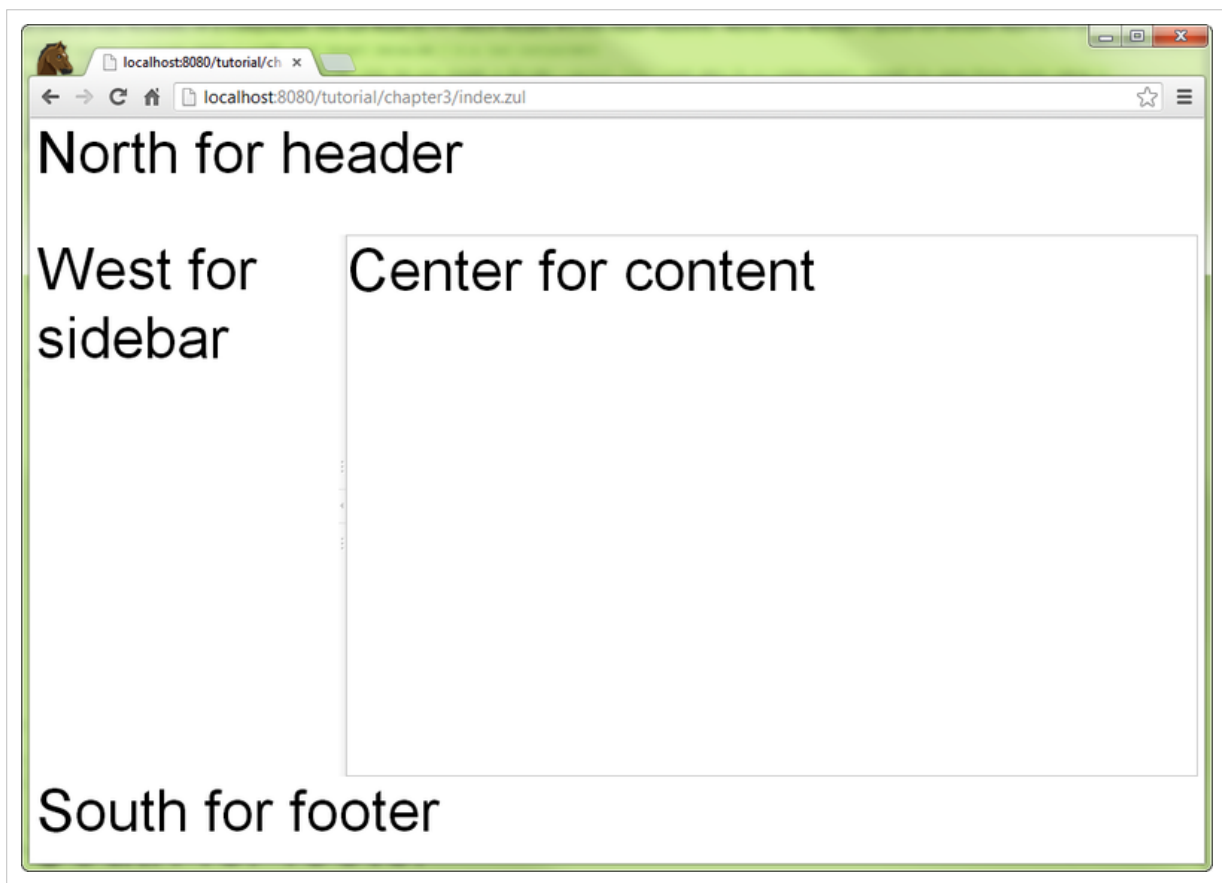 localhost:8080/tutorial/ch
localhost:8080/tutorial/chapter3/index.zul
North for header
West for
sidebar
Center for content
South for footer